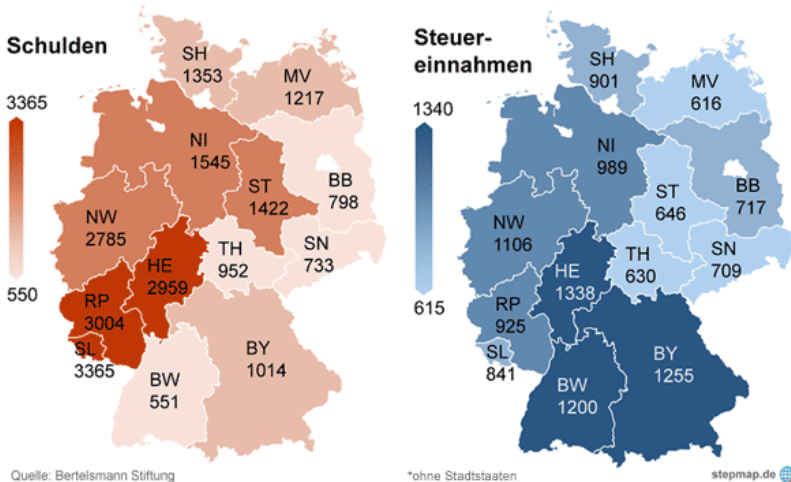 Schulden
3365
550
SH
1353
MV
1217
NI
1545
ST
1422
BB
798
NW
2785
HE
2959
TH
952
SN
733
RP
3004
SL
3365
BW
551
BY
1014
Quelle: Bertelsmann Stiftung
Steuer-
einnahmen
1340
615
SH
901
MV
616
NI
989
ST
646
BB
717
NW
1106
HE
1338
TH
630
SN
709
RP
925
SL
841
BW
1200
BY
1255
*ohne Stadtstaaten
stepmap.de